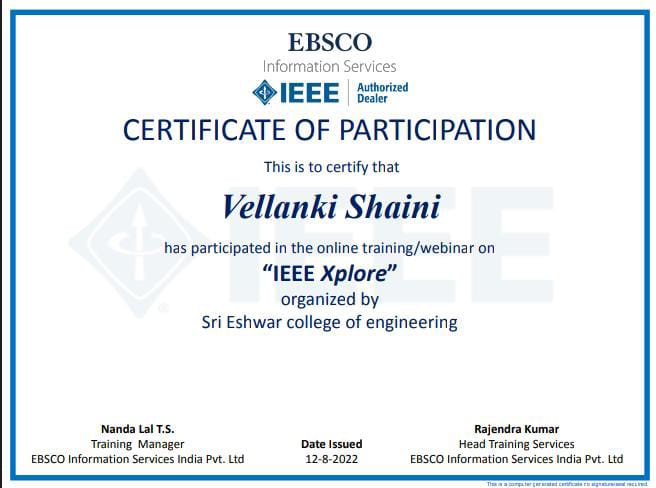 EBSCO
Information Services
IEEE Authorized Dealer
CERTIFICATE OF PARTICIPATION
This is to certify that
Vellanki Shaini
has participated in the online training/webinar on
“IEEE Xplore”
organized by
Sri Eshwar college of engineering
IEEE
Nanda Lal T.S.
Training Manager
EBSCO Information Services India Pvt. Ltd
Date Issued
12-8-2022
Rajendra Kumar
Head Training Services
EBSCO Information Services India Pvt. Ltd
This is a computer generated certificate no signature/seal required.